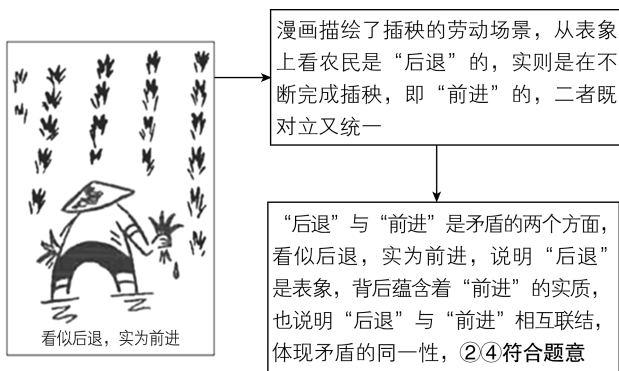 漫画描绘了插秧的劳动场景，从表象
上看农民是“后退”的，实则是在不
断完成插秧，即“前进”的，二者既
对立又统一
“后退”与“前进”是矛盾的两个方面，
看似后退，实为前进，说明“后退”
是表象，背后蕴含着“前进”的实质，
也说明“后退”与“前进”相互联结，
体现矛盾的同一性，②④符合题意
看似后退，实为前进